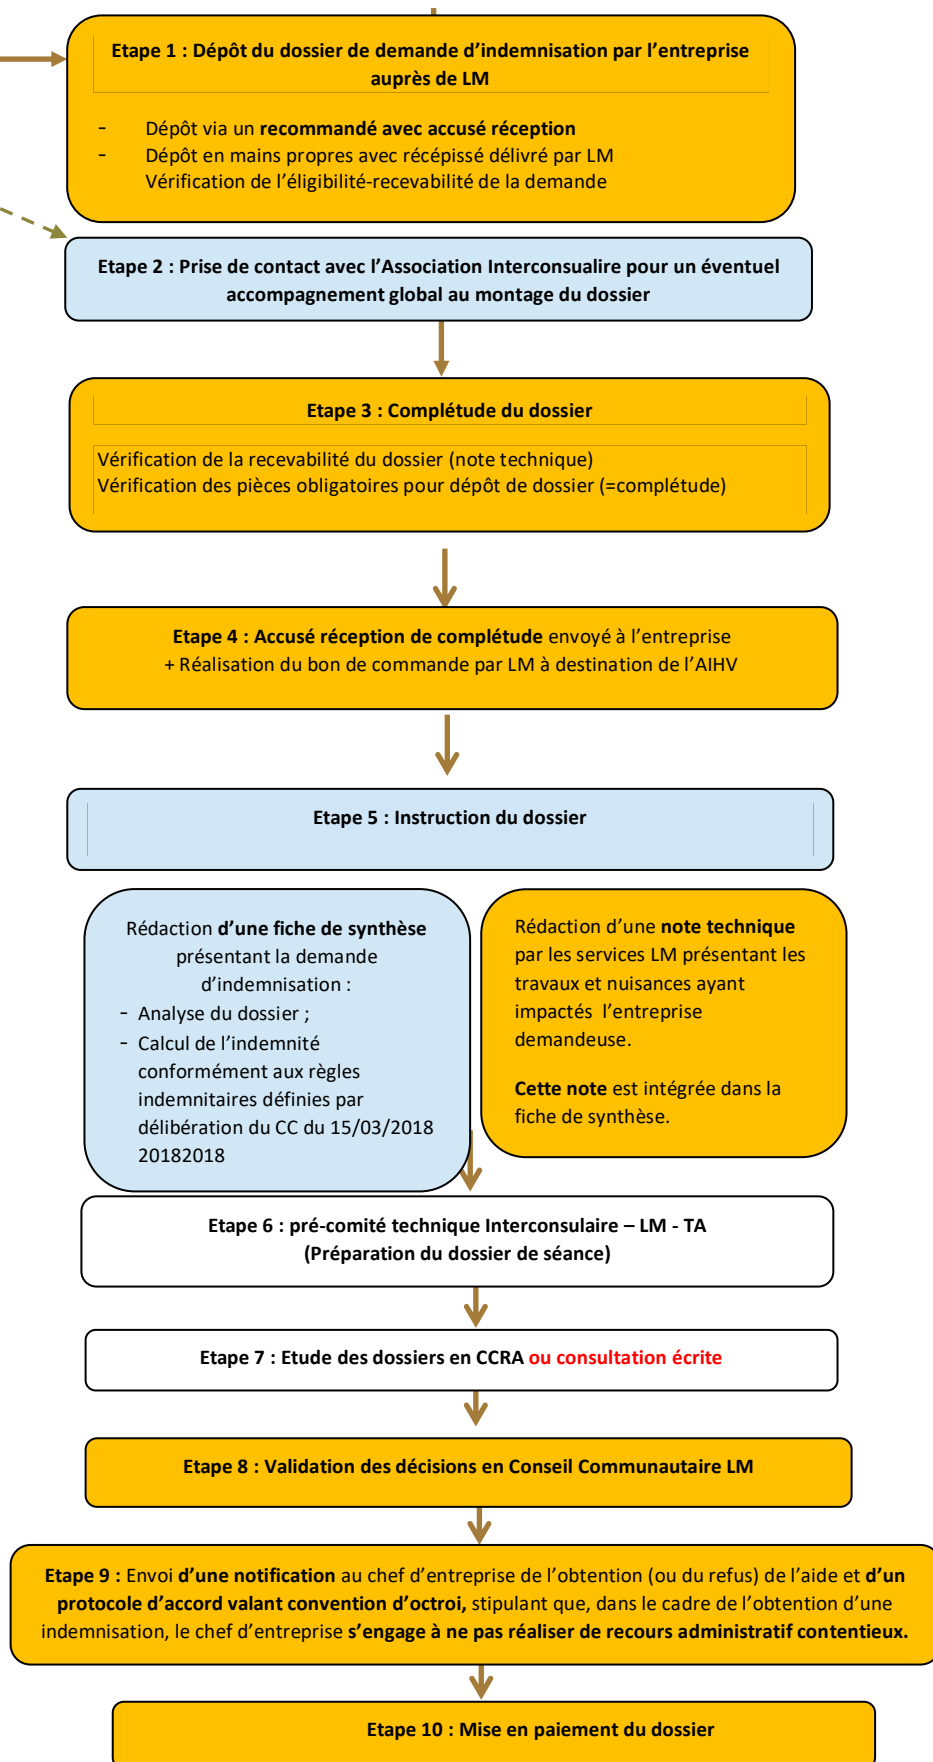 Etape 1 : Dépôt du dossier de demande d’indemnisation par l’entreprise
auprès de LM
- Dépôt via un recommandé avec accusé réception
- Dépôt en mains propres avec récépissé délivré par LM
Vérification de l’éligibilité-recevabilité de la demande
Etape 2 : Prise de contact avec l’Association Interconsualire pour un éventuel
accompagnement global au montage du dossier
Etape 3 : Complétude du dossier
Vérification de la recevabilité du dossier (note technique)
Vérification des pièces obligatoires pour dépôt de dossier (=complétude)
Etape 4 : Accusé réception de complétude envoyé à l’entreprise
+ Réalisation du bon de commande par LM à destination de l’AIHV
Etape 5 : Instruction du dossier
Rédaction d’une fiche de synthèse
présentant la demande
d’indemnisation :
- Analyse du dossier ;
- Calcul de l’indemnité
conformément aux règles
indemnitaires définies par
délibération du CC du 15/03/2018
20182018
Rédaction d’une note technique
par les services LM présentant les
travaux et nuisances ayant
impactés l’entreprise
demandeuse.
Cette note est intégrée dans la
fiche de synthèse.
Etape 6 : pré-comité technique Interconsulaire – LM - TA
(Préparation du dossier de séance)
Etape 7 : Etude des dossiers en CCRA ou consultation écrite
Etape 8 : Validation des décisions en Conseil Communautaire LM
Etape 9 : Envoi d’une notification au chef d’entreprise de l’obtention (ou du refus) de l’aide et d’un
protocole d’accord valant convention d’octroi, stipulant que, dans le cadre de l’obtention d’une
indemnisation, le chef d’entreprise s’engage à ne pas réaliser de recours administratif contentieux.
Etape 10 : Mise en paiement du dossier